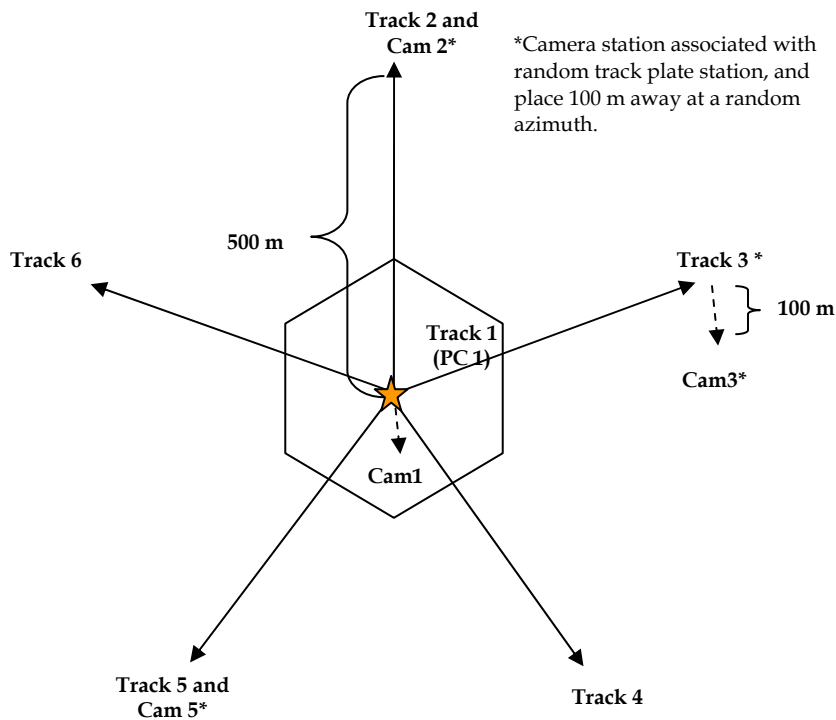 Track 2 and
Cam 2*
*Camera station associated with
random track plate station, and
place 100 m away at a random
azimuth.
500 m
Track 6
Track 3 *
100 m
Track 1
(PC 1)
Cam3*
Cam1
Track 5 and
Cam 5*
Track 4